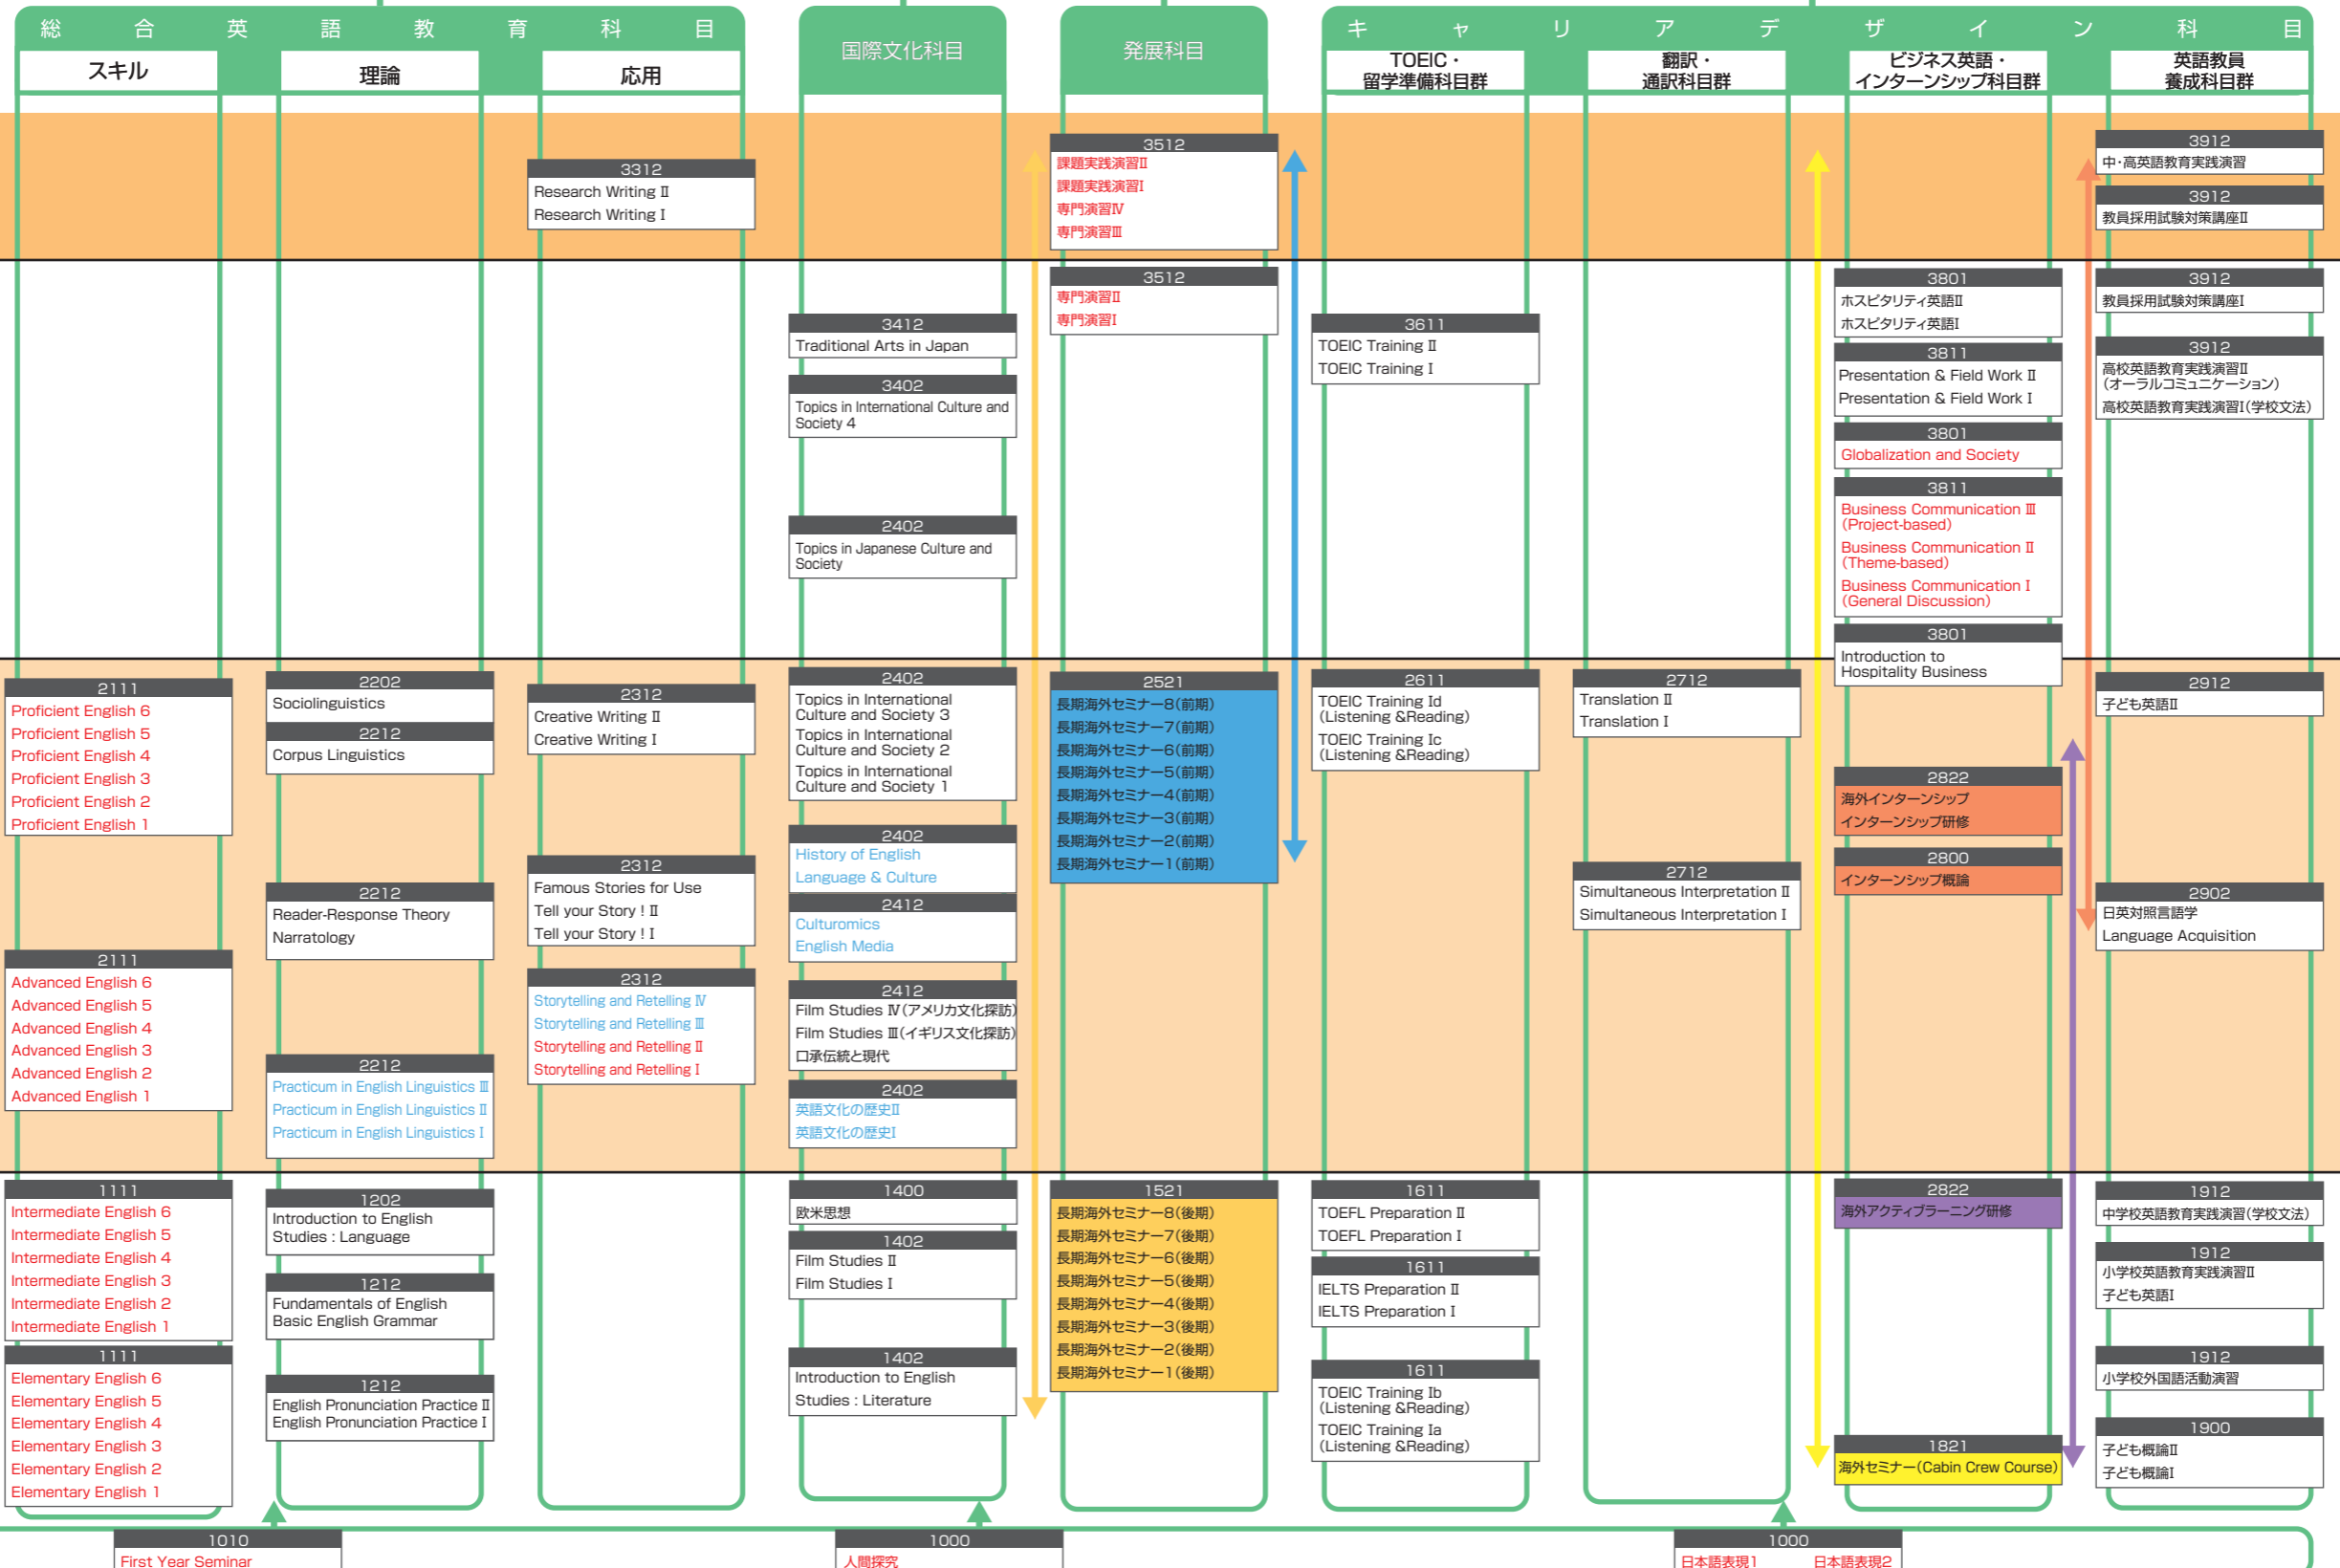 総合英語教育科目
スキル
理論
応用
国際文化科目
発展科目
キャリアデザイン科目
TOEIC・
留学準備科目群
翻訳・
通訳科目群
ビジネス英語・
インターンシップ科目群
英語教員
養成科目群
2111
Proficient English 6
Proficient English 5
Proficient English 4
Proficient English 3
Proficient English 2
Proficient English 1
2111
Advanced English 6
Advanced English 5
Advanced English 4
Advanced English 3
Advanced English 2
Advanced English 1
1111
Intermediate English 6
Intermediate English 5
Intermediate English 4
Intermediate English 3
Intermediate English 2
Intermediate English 1
1111
Elementary English 6
Elementary English 5
Elementary English 4
Elementary English 3
Elementary English 2
Elementary English 1
2202
Sociolinguistics
2212
Corpus Linguistics
2212
Reader-Response Theory
Narratology
2212
Practicum in English Linguistics Ⅲ
Practicum in English Linguistics Ⅱ
Practicum in English Linguistics Ⅰ
1202
Introduction to English
Studies : Language
1212
Fundamentals of English
Basic English Grammar
1212
English Pronunciation Practice Ⅱ
English Pronunciation Practice Ⅰ
3312
Research Writing Ⅱ
Research Writing Ⅰ
2312
Creative Writing Ⅱ
Creative Writing Ⅰ
2312
Famous Stories for Use
Tell your Story ! Ⅱ
Tell your Story ! Ⅰ
2312
Storytelling and Retelling Ⅳ
Storytelling and Retelling Ⅲ
Storytelling and Retelling Ⅱ
Storytelling and Retelling Ⅰ
3412
Traditional Arts in Japan
3402
Topics in International Culture and
Society 4
2402
Topics in Japanese Culture and
Society
2402
Topics in International
Culture and Society 3
Topics in International
Culture and Society 2
Topics in International
Culture and Society 1
2402
History of English
Language & Culture
2412
Culturomics
English Media
2412
Film Studies Ⅳ(アメリカ文化探訪)
Film Studies Ⅲ(イギリス文化探訪)
口承伝統と現代
2402
英語文化の歴史Ⅱ
英語文化の歴史Ⅰ
1400
欧米思想
1402
Film Studies Ⅱ
Film Studies Ⅰ
1402
Introduction to English
Studies : Literature
3512
課題実践演習Ⅱ
課題実践演習Ⅰ
専門演習Ⅳ
専門演習Ⅲ
3512
専門演習Ⅱ
専門演習Ⅰ
2521
長期海外セミナー8(前期)
長期海外セミナー7(前期)
長期海外セミナー6(前期)
長期海外セミナー5(前期)
長期海外セミナー4(前期)
長期海外セミナー3(前期)
長期海外セミナー2(前期)
長期海外セミナー1(前期)
1521
長期海外セミナー8(後期)
長期海外セミナー7(後期)
長期海外セミナー6(後期)
長期海外セミナー5(後期)
長期海外セミナー4(後期)
長期海外セミナー3(後期)
長期海外セミナー2(後期)
長期海外セミナー1(後期)
3611
TOEIC Training Ⅱ
TOEIC Training Ⅰ
2611
TOEIC Training Ⅰd
(Listening &Reading)
TOEIC Training Ⅰc
(Listening &Reading)
1611
TOEFL Preparation Ⅱ
TOEFL Preparation Ⅰ
1611
IELTS Preparation Ⅱ
IELTS Preparation Ⅰ
1611
TOEIC Training Ⅰb
(Listening &Reading)
TOEIC Training Ⅰa
(Listening &Reading)
2712
Translation Ⅱ
Translation Ⅰ
2712
Simultaneous Interpretation Ⅱ
Simultaneous Interpretation Ⅰ
3801
ホスピタリティ英語Ⅱ
ホスピタリティ英語Ⅰ
3811
Presentation & Field Work Ⅱ
Presentation & Field Work Ⅰ
3801
Globalization and Society
3811
Business Communication Ⅲ
(Project-based)
Business Communication Ⅱ
(Theme-based)
Business Communication Ⅰ
(General Discussion)
3801
Introduction to
Hospitality Business
2822
海外インターンシップ
インターンシップ研修
2800
インターンシップ概論
2822
海外アクティブラーニング研修
1821
海外セミナー(Cabin Crew Course)
3912
中・高英語教育実践演習
3912
教員採用試験対策講座Ⅱ
3912
教員採用試験対策講座Ⅰ
3912
高校英語教育実践演習Ⅱ
(オーラルコミュニケーション)
高校英語教育実践演習Ⅰ(学校文法)
2912
子ども英語Ⅱ
2902
日英対照言語学
Language Acquisition
1912
中学校英語教育実践演習(学校文法)
1912
小学校英語教育実践演習Ⅱ
子ども英語Ⅰ
1912
小学校外国語活動演習
1900
子ども概論Ⅱ
子ども概論Ⅰ
1010
First Year Seminar
1000
人間探究
1000
日本語表現1 日本語表現2